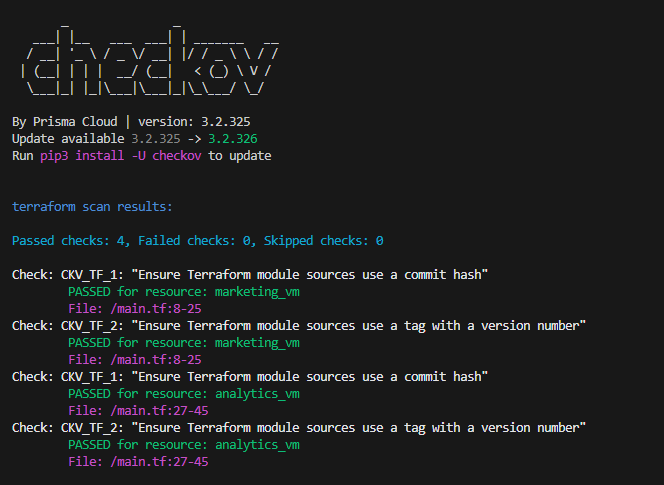 checkov
By Prisma Cloud | version: 3.2.325
Update available 3.2.325 -> 3.2.326
Run pip3 install -U checkov to update
terraform scan results:
Passed checks: 4, Failed checks: 0, Skipped checks: 0
Check: CKV_TF_1: "Ensure Terraform module sources use a commit hash"
PASSED for resource: marketing_vm
File: /main.tf:8-25
Check: CKV_TF_2: "Ensure Terraform module sources use a tag with a version number"
PASSED for resource: marketing_vm
File: /main.tf:8-25
Check: CKV_TF_1: "Ensure Terraform module sources use a commit hash"
PASSED for resource: analytics_vm
File: /main.tf:27-45
Check: CKV_TF_2: "Ensure Terraform module sources use a tag with a version number"
PASSED for resource: analytics_vm
File: /main.tf:27-45